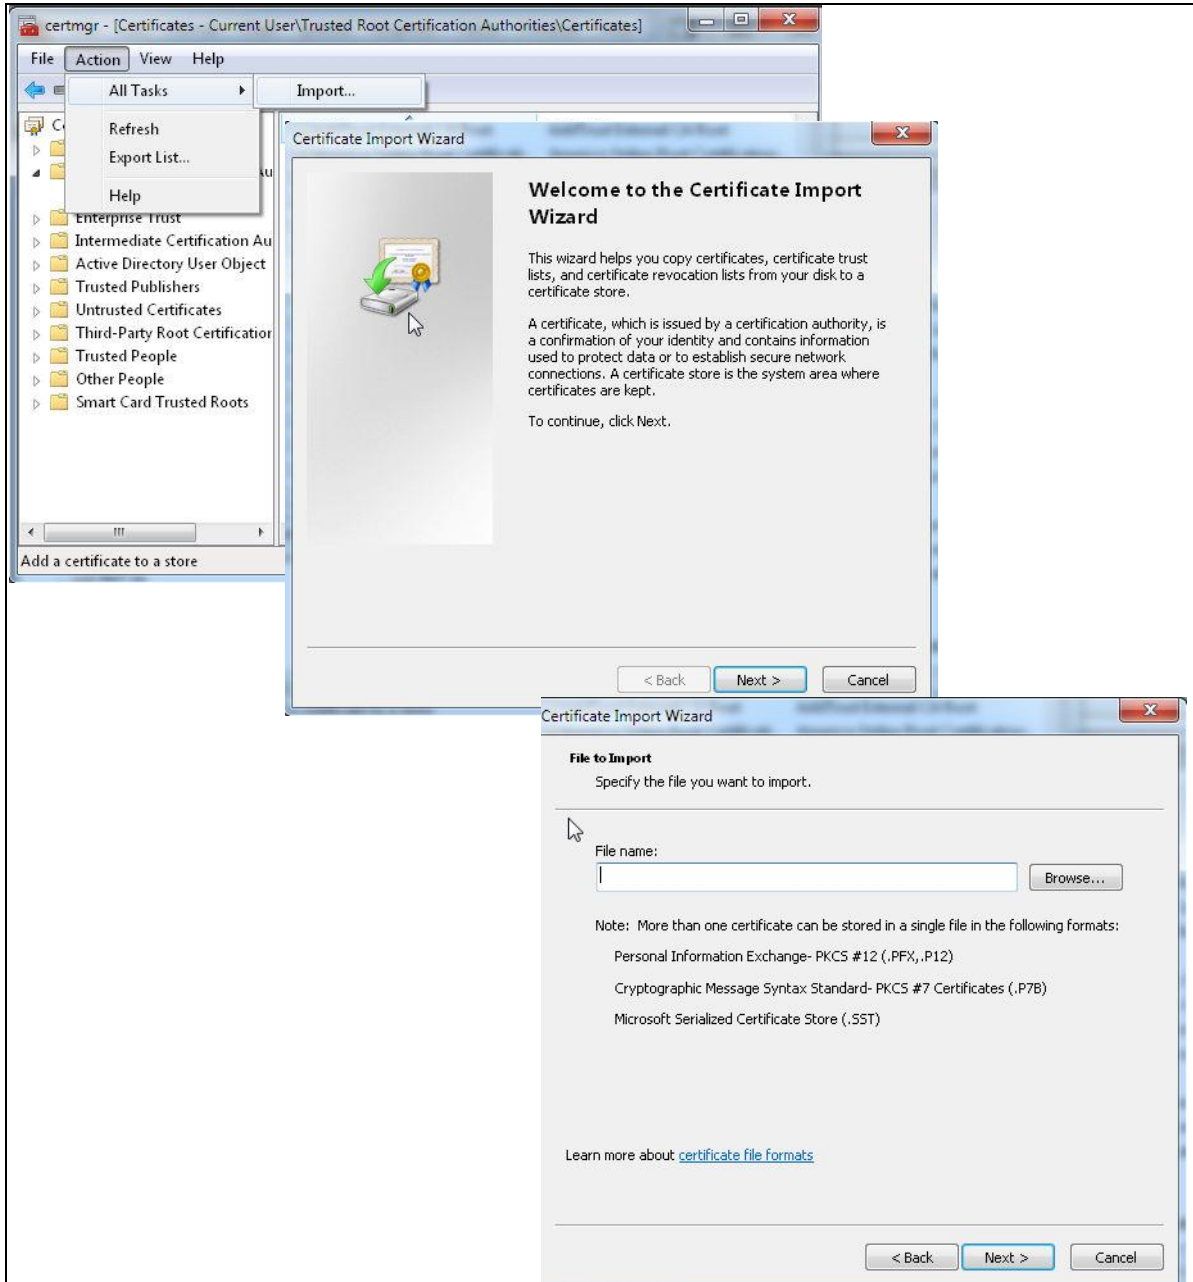 certmgr - [Certificates - Current User\Trusted Root Certification Authorities\Certificates]
File Action View Help
All Tasks
Import...
Refresh
Export List...
Help
Enterprise Trust
Intermediate Certification Au
Active Directory User Object
Trusted Publishers
Untrusted Certificates
Third-Party Root Certification
Trusted People
Other People
Smart Card Trusted Roots
Add a certificate to a store
Certificate Import Wizard
Welcome to the Certificate Import
Wizard
This wizard helps you copy certificates, certificate trust
lists, and certificate revocation lists from your disk to a
certificate store.
A certificate, which is issued by a certification authority, is
a confirmation of your identity and contains information
used to protect data or to establish secure network
connections. A certificate store is the system area where
certificates are kept.
To continue, click Next.
< Back Next > Cancel
Certificate Import Wizard
File to Import
Specify the file you want to import.
File name:
Browse...
Note: More than one certificate can be stored in a single file in the following formats:
Personal Information Exchange- PKCS #12 (.PFX,.P12)
Cryptographic Message Syntax Standard- PKCS #7 Certificates (.P7B)
Microsoft Serialized Certificate Store (.SST)
Learn more about certificate file formats
< Back Next > Cancel